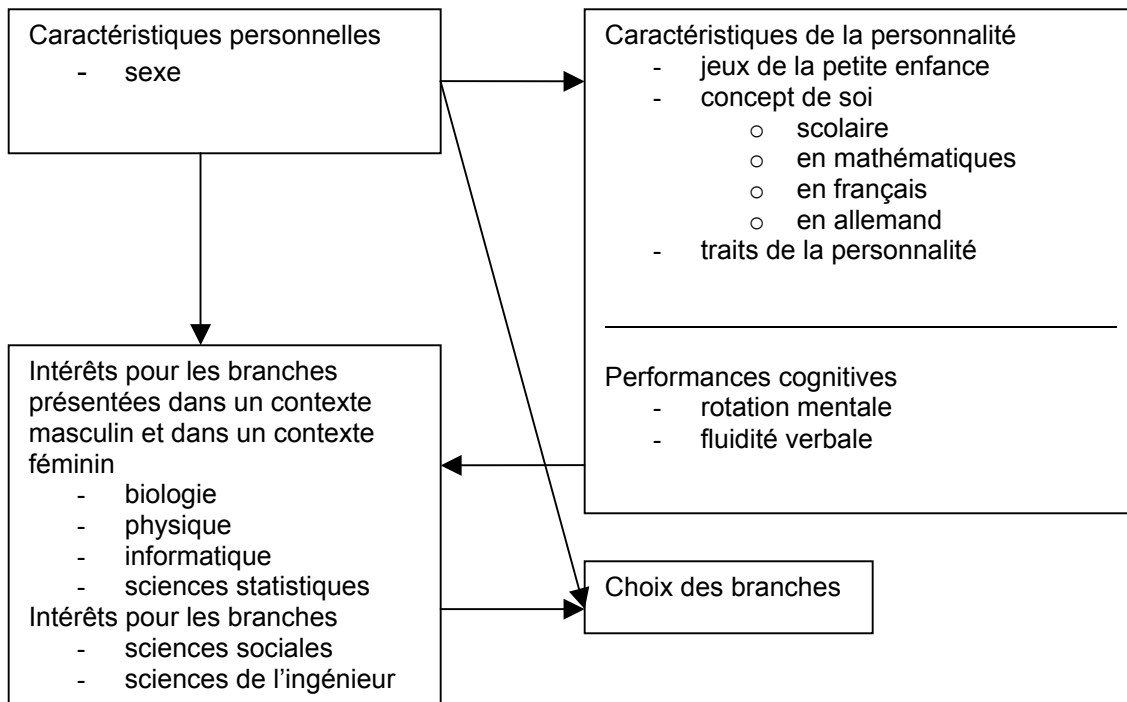 Caractéristiques personnelles
- sexe
Caractéristiques de la personnalité
- jeux de la petite enfance
- concept de soi
o scolaire
o en mathématiques
o en français
o en allemand
- traits de la personnalité
Performances cognitives
- rotation mentale
- fluidité verbale
Intérêts pour les branches
présentées dans un contexte
masculin et dans un contexte
féminin
- biologie
- physique
- informatique
- sciences statistiques
Intérêts pour les branches
- sciences sociales
- sciences de l’ingénieur
Choix des branches